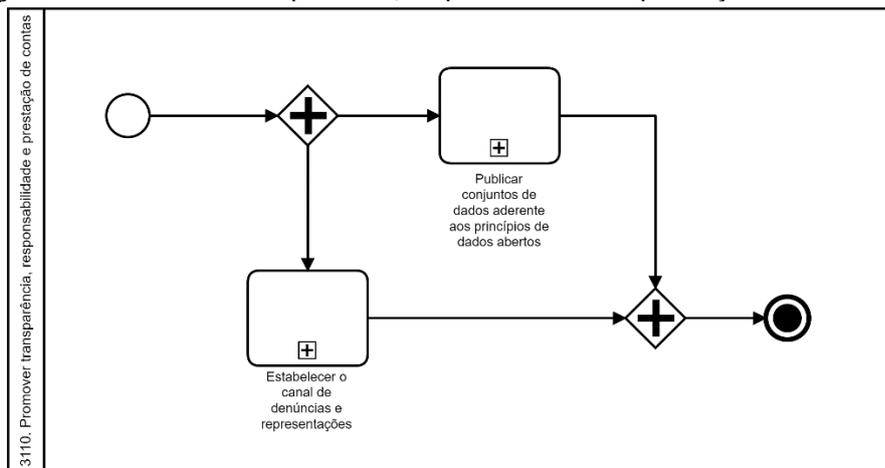 3110. Promover transparência, responsabilidade e prestação de contas
Publicar
conjuntos de
dados aderente
aos princípios de
dados abertos
Estabelecer o
canal de
denúncias e
representações